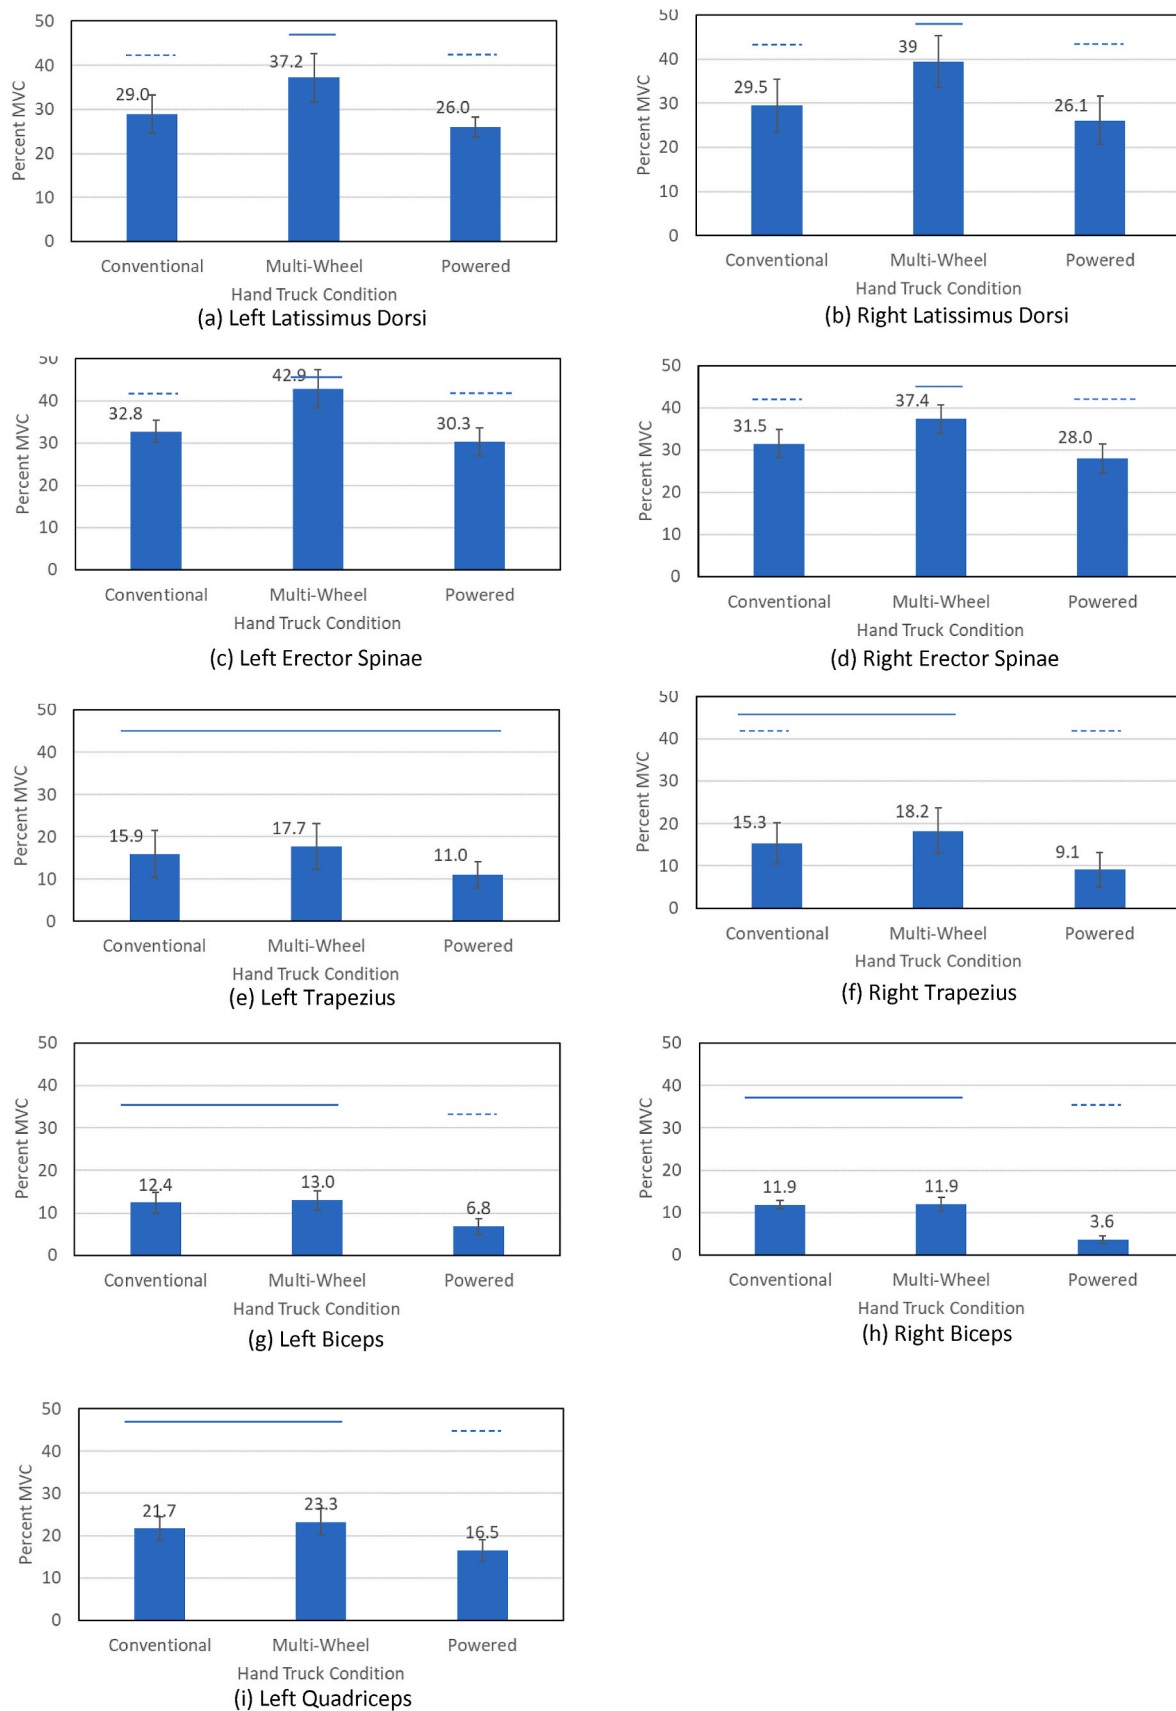 50
40
30
20
10
0
Percent MVC
29.0
37.2
26.0
Conventional Multi-Wheel Powered
Hand Truck Condition
(a) Left Latissimus Dorsi
50
40
30
20
10
0
Percent MVC
29.5
39
26.1
Conventional Multi-Wheel Powered
Hand Truck Condition
(b) Right Latissimus Dorsi
50
40
30
20
10
0
Percent MVC
32.8
42.9
30.3
Conventional Multi-Wheel Powered
Hand Truck Condition
(c) Left Erector Spinae
50
40
30
20
10
0
Percent MVC
31.5
37.4
28.0
Conventional Multi-Wheel Powered
Hand Truck Condition
(d) Right Erector Spinae
50
40
30
20
10
0
Percent MVC
15.9
17.7
11.0
Conventional Multi-Wheel Powered
Hand Truck Condition
(e) Left Trapezius
50
40
30
20
10
0
Percent MVC
15.3
18.2
9.1
Conventional Multi-Wheel Powered
Hand Truck Condition
(f) Right Trapezius
50
40
30
20
10
0
Percent MVC
12.4
13.0
6.8
Conventional Multi-Wheel Powered
Hand Truck Condition
(g) Left Biceps
50
40
30
20
10
0
Percent MVC
11.9
11.9
3.6
Conventional Multi-Wheel Powered
Hand Truck Condition
(h) Right Biceps
50
40
30
20
10
0
Percent MVC
21.7
23.3
16.5
Conventional Multi-Wheel Powered
Hand Truck Condition
(i) Left Quadriceps